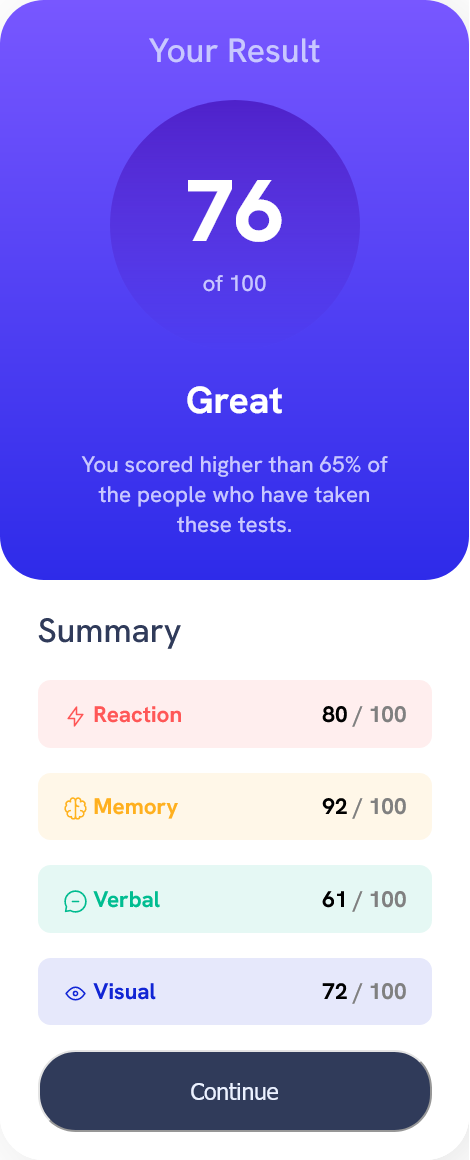 Your Result
76
of 100
Great
You scored higher than 65% of
the people who have taken
these tests.
Summary
Reaction 80 / 100
Memory 92 / 100
Verbal 61 / 100
Visual 72 / 100
Continue